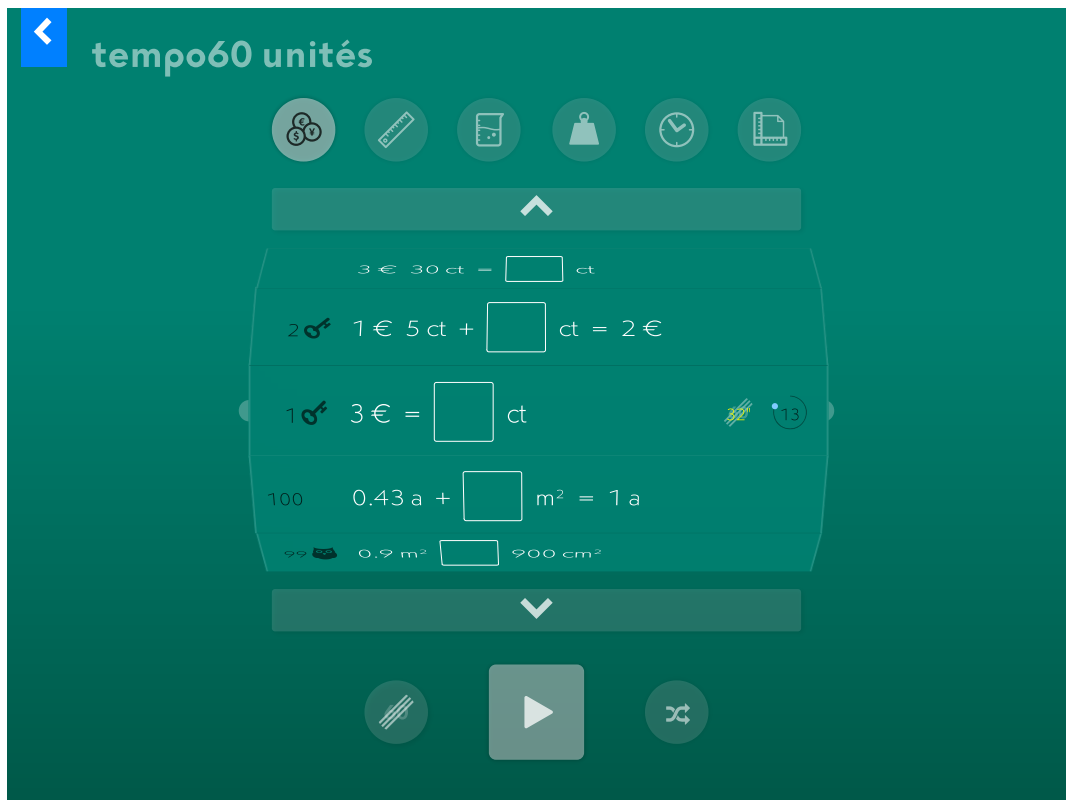 tempo60 unités
3 € 30 ct = ct
2 1 € 5 ct + ct = 2 €
1 3 € = ct 32" 13
100 0.43 a + m² = 1 a
99 0.9 m² 900 cm²